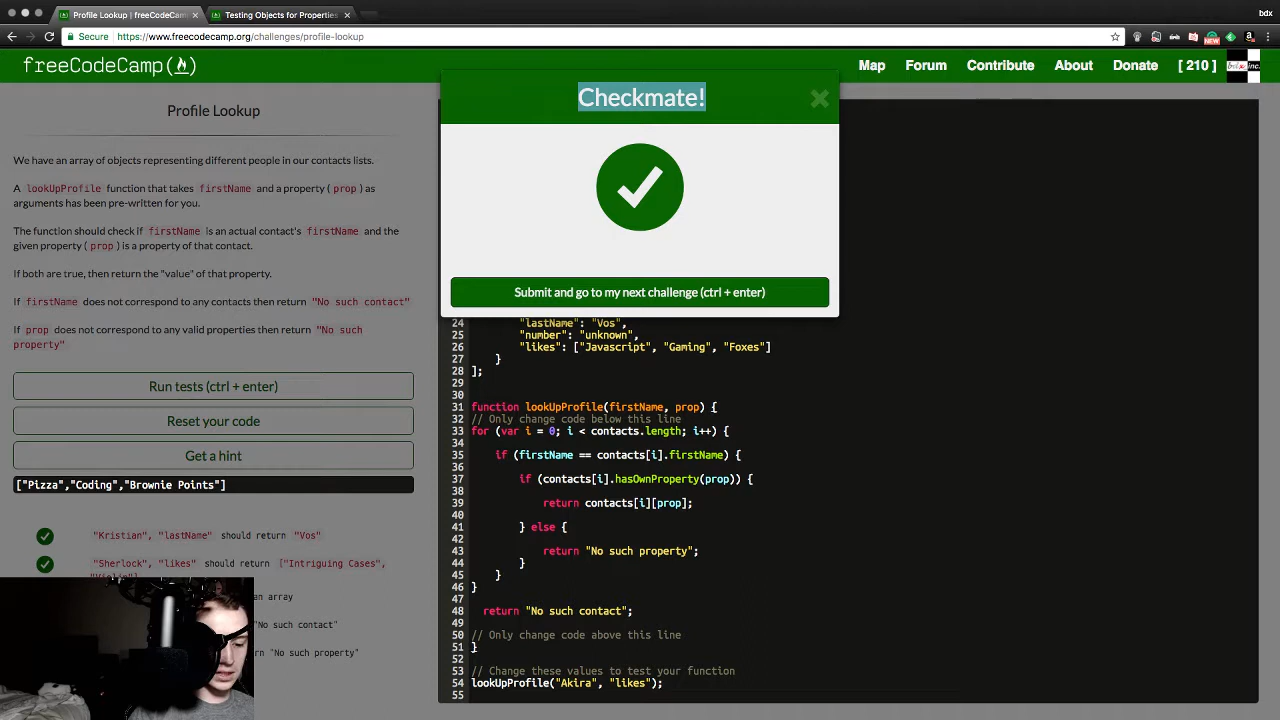 Profile Lookup | freeCodeCam
Testing Objects for Properties
bdx
Secure
https://www.freecodecamp.org/challenges/profile-lookup
NEW
freeCodeCamp
Map
Forum
Contribute
About
Donate
[ 210 ]
inc.
Profile Lookup
We have an array of objects representing different people in our contacts lists.
A lookUpProfile function that takes firstName and a property ( prop ) as
arguments has been pre-written for you.
The function should check if firstName is an actual contact's firstName and the
given property ( prop ) is a property of that contact.
If both are true, then return the "value" of that property.
If firstName does not correspond to any contacts then return "No such contact"
If prop does not correspond to any valid properties then return "No such
property"
Run tests (ctrl + enter)
Reset your code
Get a hint
["Pizza","Coding","Brownie Points"]
"Kristian", "lastName" should return "Vos"
"Sherlock", "likes" should return ["Intriguing Cases",
"Violin"]
an array
"No such contact"
"No such property"
Checkmate!
Submit and go to my next challenge (ctrl + enter)
24 "lastName": "Vos",
25 "number": "unknown",
26 "likes": ["Javascript", "Gaming", "Foxes"]
27 }
28 ];
29
30
31 function lookUpProfile(firstName, prop) {
32 // Only change code below this line
33 for (var i = 0; i < contacts.length; i++) {
34
35 if (firstName == contacts[i].firstName) {
36
37 if (contacts[i].hasOwnProperty(prop)) {
38
39 return contacts[i][prop];
40
41 } else {
42
43 return "No such property";
44 }
45 }
46 }
47
48 return "No such contact";
49
50 // Only change code above this line
51 }
52
53 // Change these values to test your function
54 lookUpProfile("Akira", "likes");
55